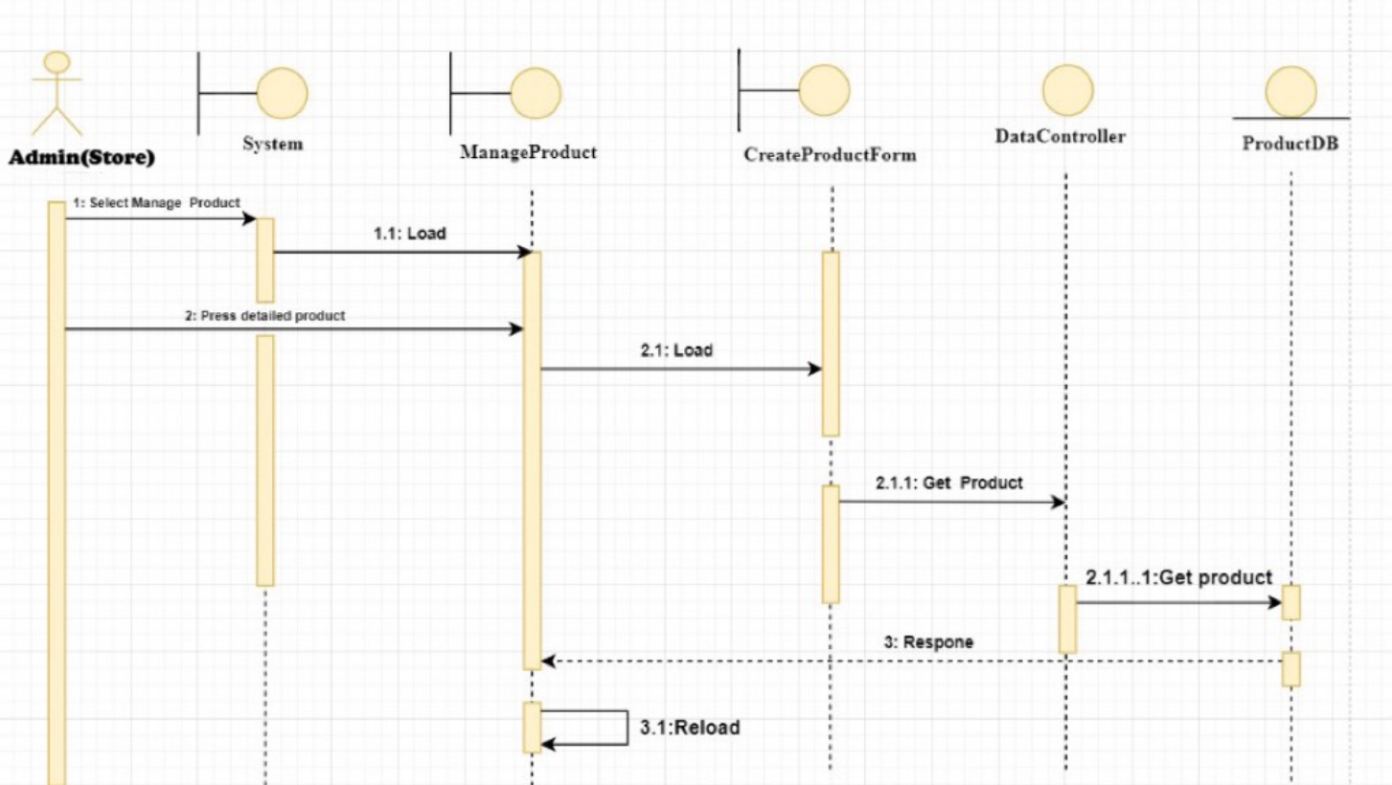 Admin(Store)
System
ManageProduct
CreateProductForm
DataController
ProductDB
1: Select Manage Product
1.1: Load
2: Press detailed product
2.1: Load
2.1.1: Get Product
2.1.1..1:Get product
3: Respone
3.1:Reload